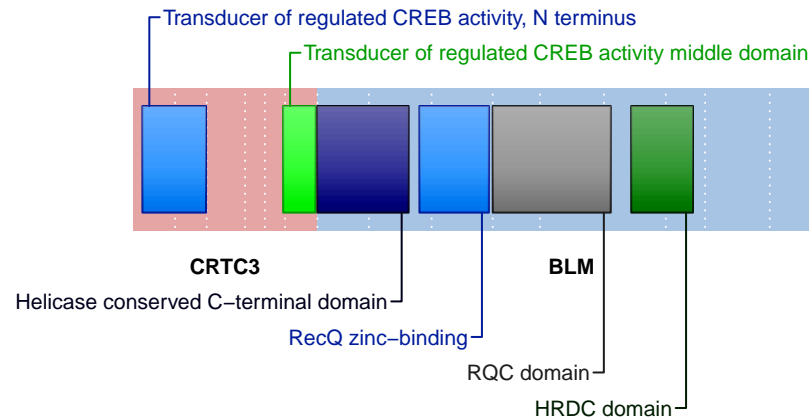 Transducer of regulated CREB activity, N terminus
Transducer of regulated CREB activity middle domain
CRTC3
BLM
Helicase conserved C−terminal domain
RecQ zinc−binding
RQC domain
HRDC domain